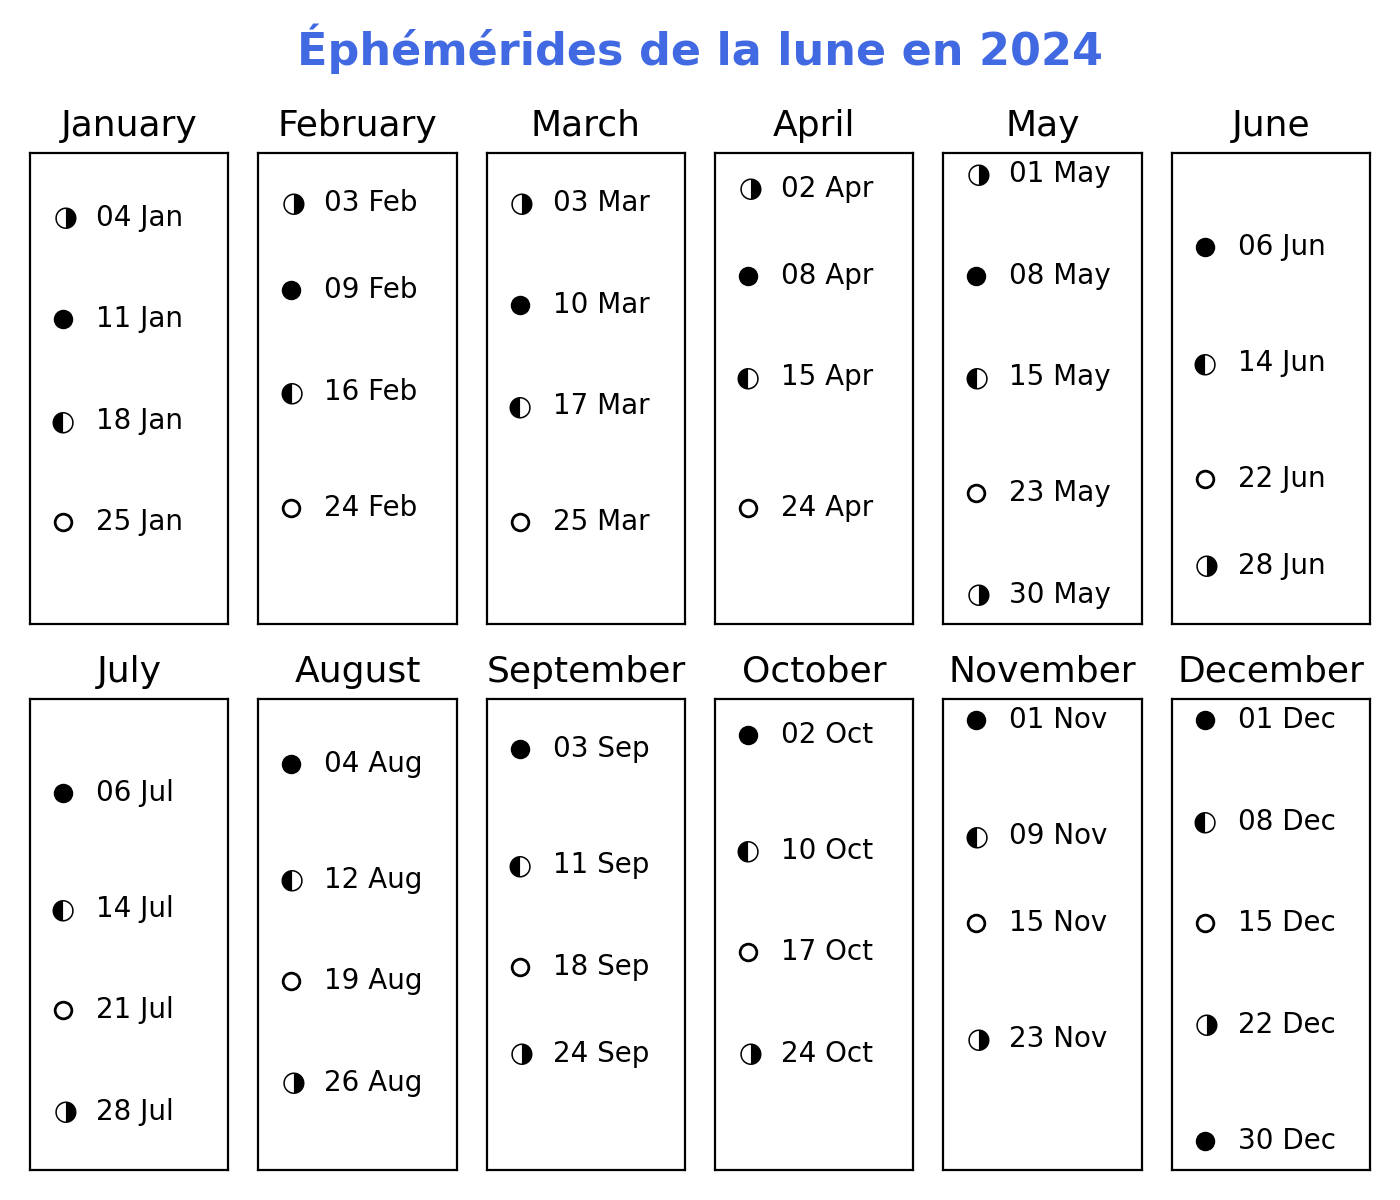 Éphémérides de la lune en 2024
January
04 Jan
11 Jan
18 Jan
25 Jan
February
03 Feb
09 Feb
16 Feb
24 Feb
March
03 Mar
10 Mar
17 Mar
25 Mar
April
02 Apr
08 Apr
15 Apr
24 Apr
May
01 May
08 May
15 May
23 May
30 May
June
06 Jun
14 Jun
22 Jun
28 Jun
July
06 Jul
14 Jul
21 Jul
28 Jul
August
04 Aug
12 Aug
19 Aug
26 Aug
September
03 Sep
11 Sep
18 Sep
24 Sep
October
02 Oct
10 Oct
17 Oct
24 Oct
November
01 Nov
09 Nov
15 Nov
23 Nov
December
01 Dec
08 Dec
15 Dec
22 Dec
30 Dec